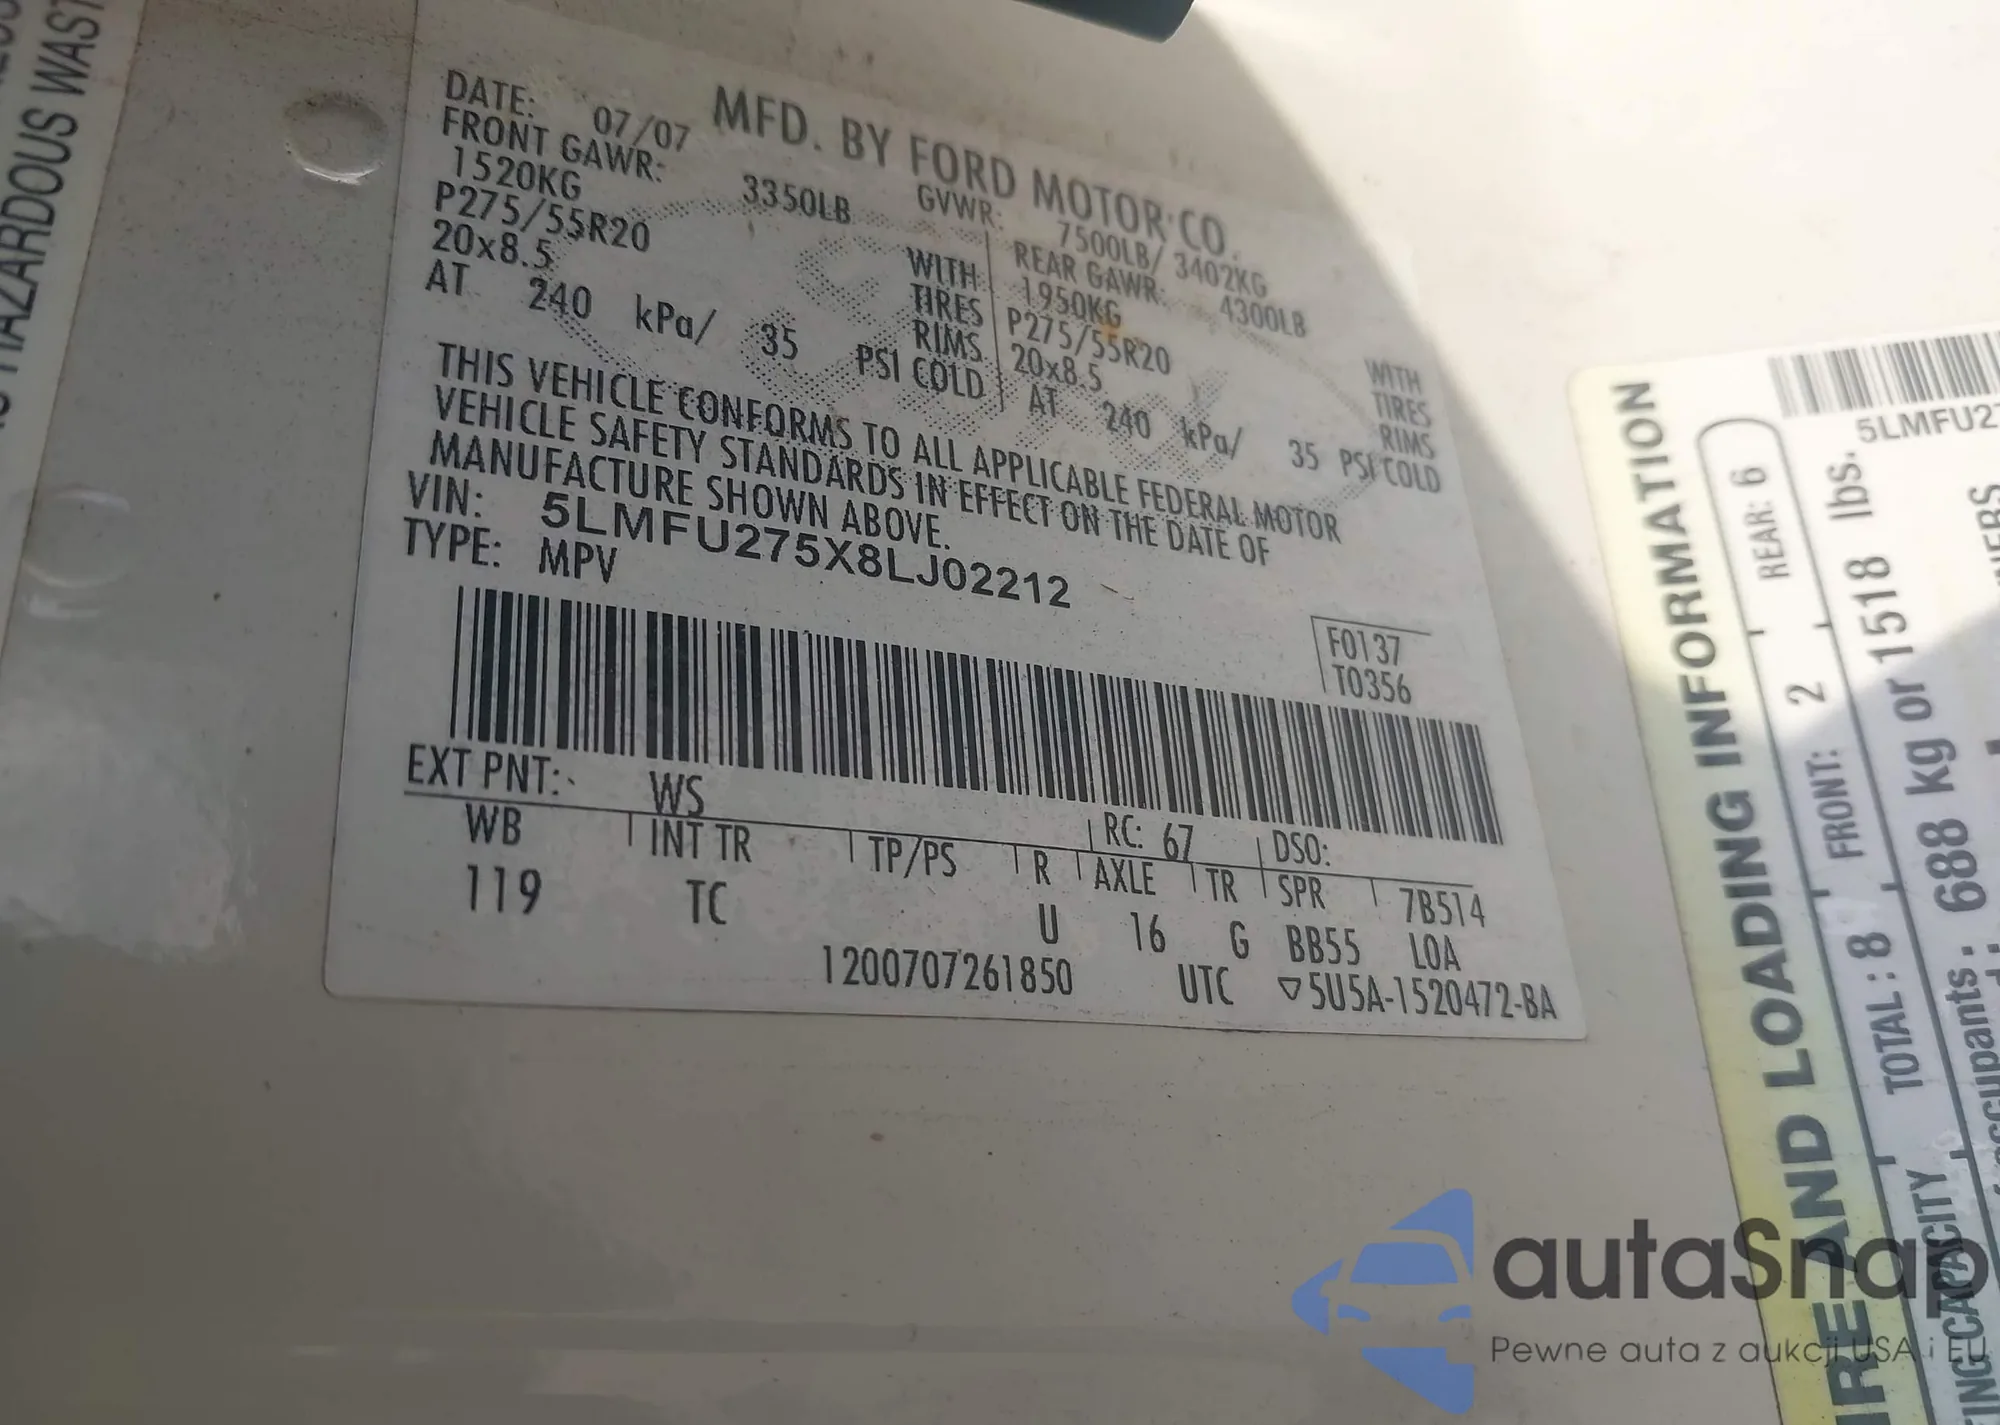 HAZARDOUS WAST
MFD. BY FORD MOTOR CO.
DATE: 07/07
GVWR: 7500LB/ 3402KG
FRONT GAWR: 3350LB
REAR GAWR: 4300LB
1520KG WITH
1950KG WITH
P275/55R20 TIRES
P275/55R20 TIRES
20x8.5 RIMS
20x8.5 RIMS
AT 240 kPa/ 35 PSI COLD
AT 240 kPa/ 35 PSI COLD
THIS VEHICLE CONFORMS TO ALL APPLICABLE FEDERAL MOTOR
VEHICLE SAFETY STANDARDS IN EFFECT ON THE DATE OF
MANUFACTURE SHOWN ABOVE.
VIN: 5LMFU275X8LJ02212
TYPE: MPV
F0137
T0356
EXT PNT: WS RC: 67 DSO:
WB INT TR TP/PS R AXLE TR SPR 7B514
119 TC U 16 G BB55 LOA
1200707261850 UTC ▽5U5A-1520472-BA
5LMFU27
RE AND LOADING INFORMATION
TOTAL: 8 FRONT: 2 REAR: 6
688 kg or 1518 lbs.
autaSnap
Pewne auta z aukcji USA i EU